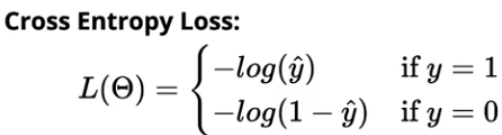 Cross Entropy Loss:
L(Θ) = { −log(ŷ) if y = 1
−log(1 − ŷ) if y = 0